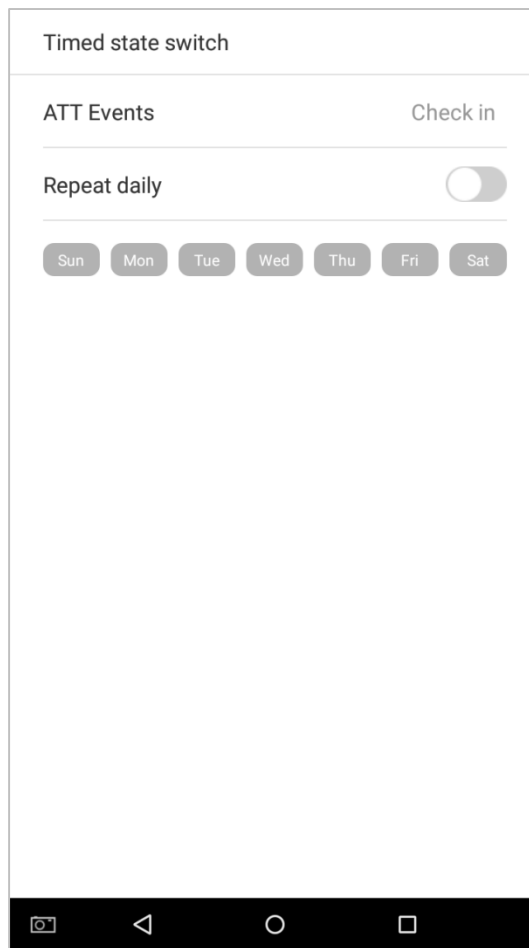 Timed state switch
ATT Events Check in
Repeat daily
Sun Mon Tue Wed Thu Fri Sat